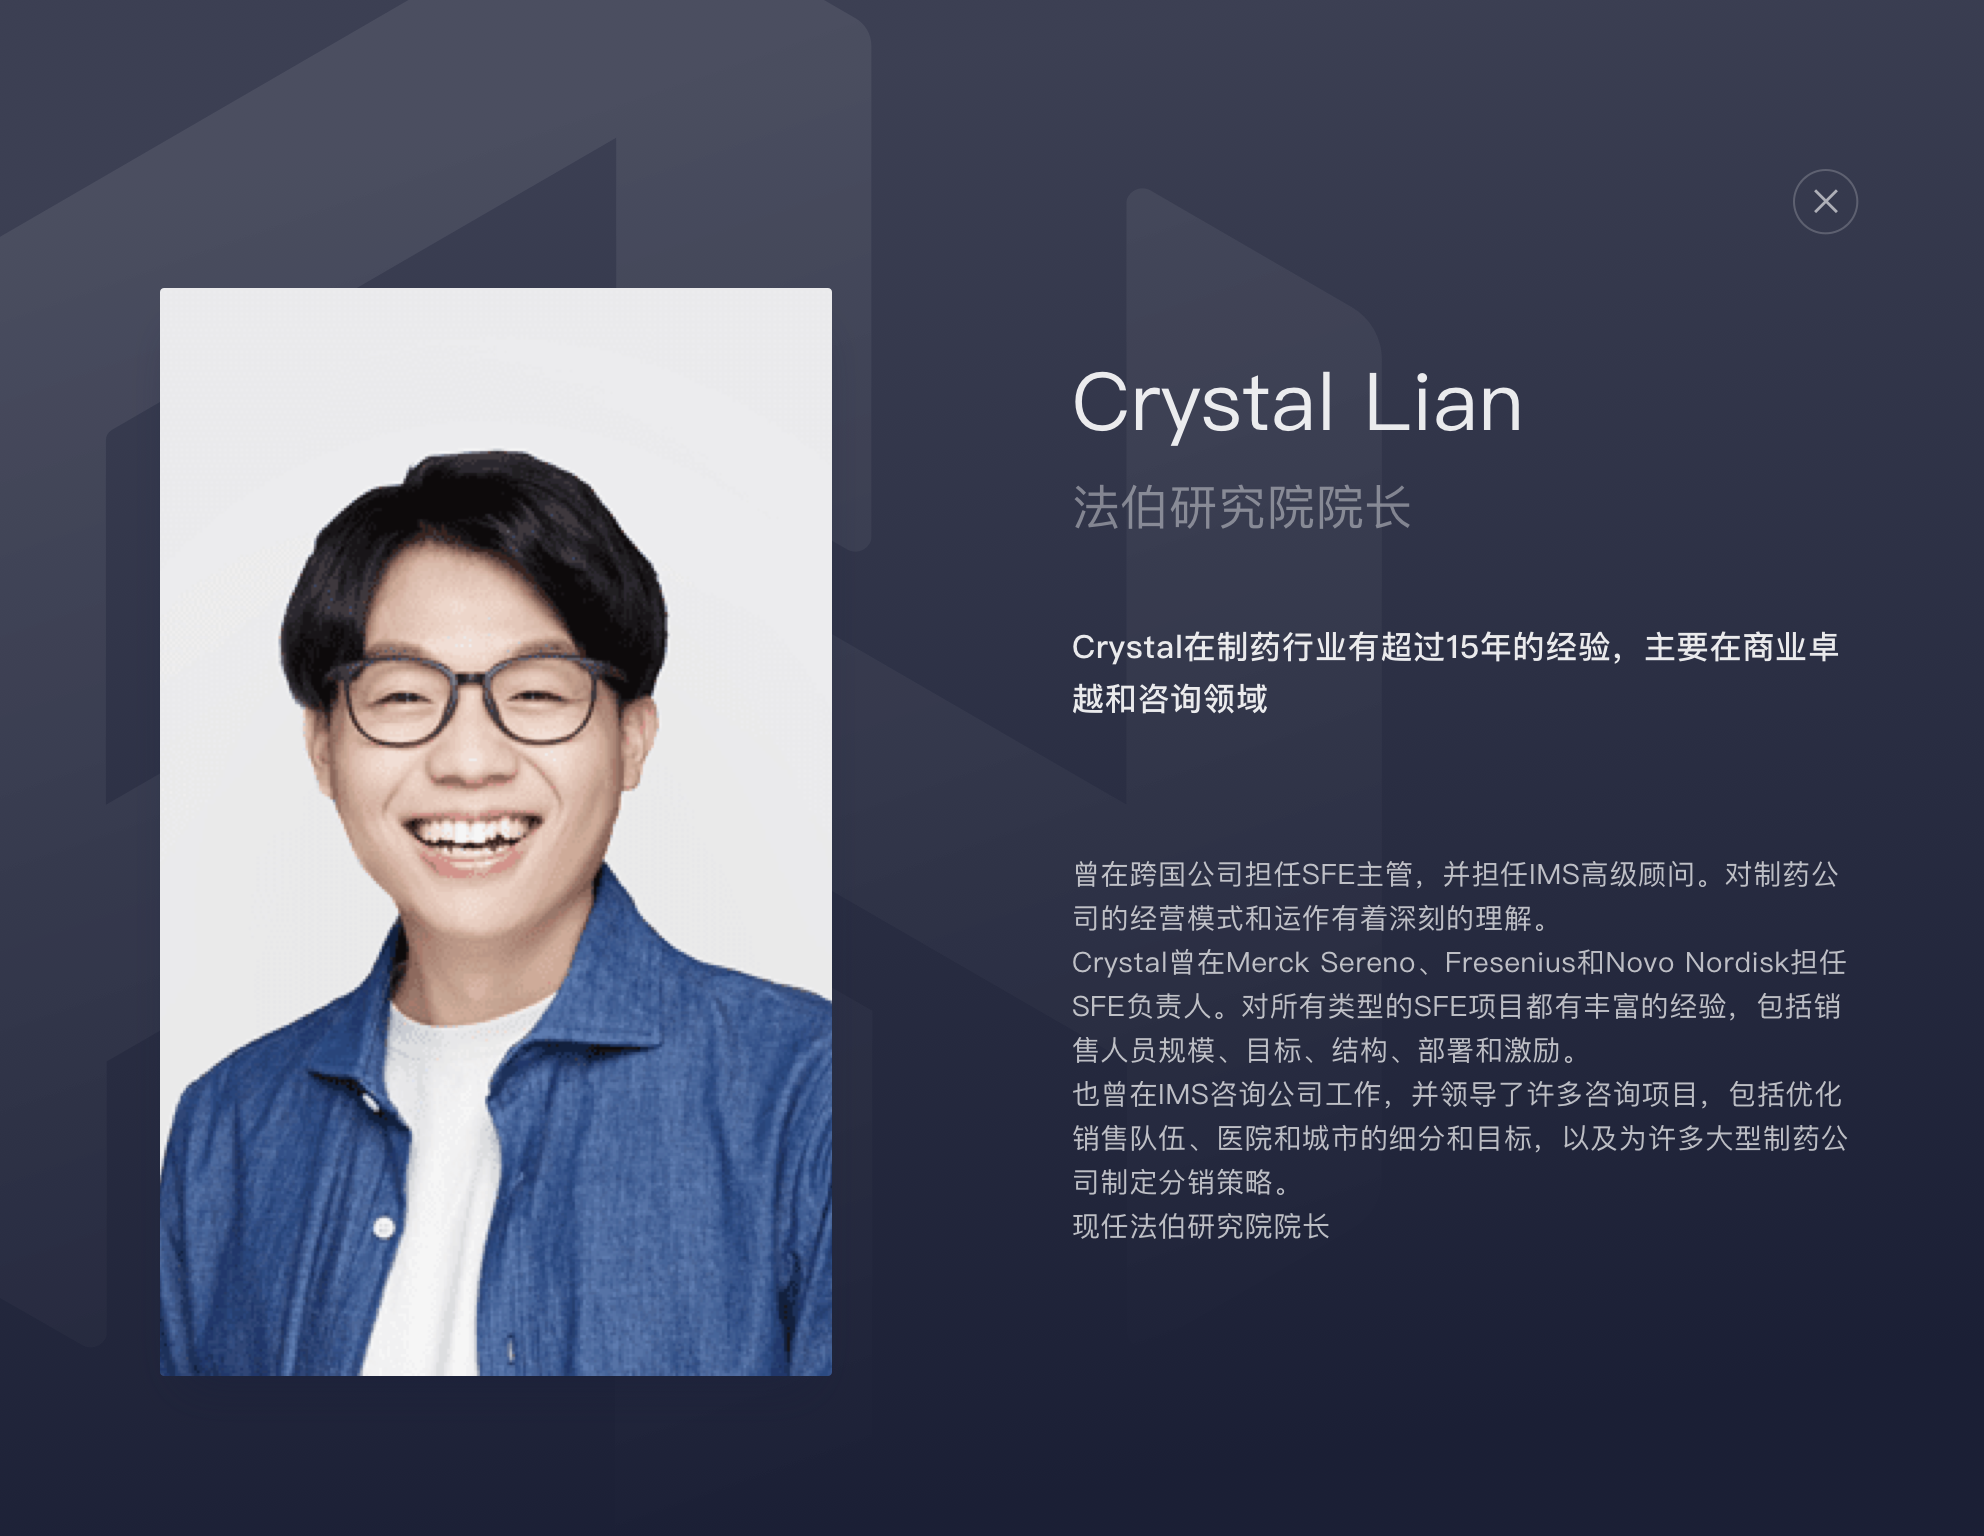 Crystal Lian
法伯研究院院长
Crystal在制药行业有超过15年的经验，主要在商业卓
越和咨询领域
曾在跨国公司担任SFE主管，并担任IMS高级顾问。对制药公
司的经营模式和运作有着深刻的理解。
Crystal曾在Merck Sereno、Fresenius和Novo Nordisk担任
SFE负责人。对所有类型的SFE项目都有丰富的经验，包括销
售人员规模、目标、结构、部署和激励。
也曾在IMS咨询公司工作，并领导了许多咨询项目，包括优化
销售队伍、医院和城市的细分和目标，以及为许多大型制药公
司制定分销策略。
现任法伯研究院院长